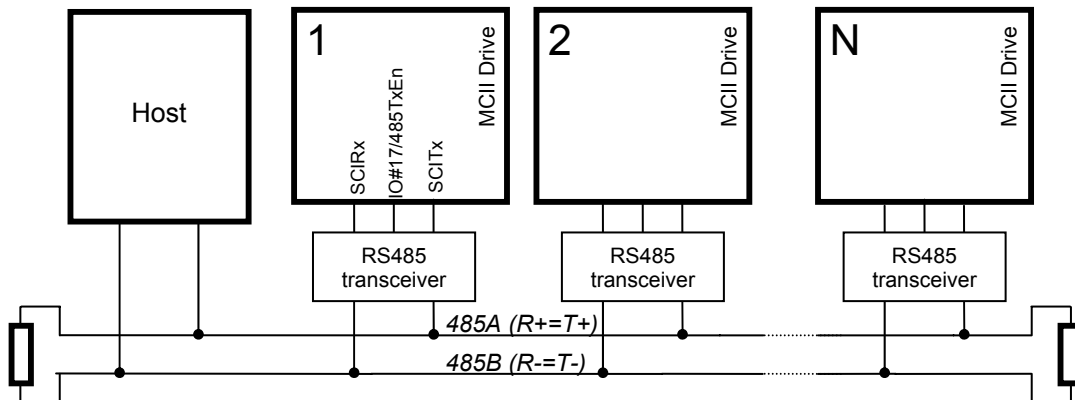 Host
1
MCII Drive
SCIRx
IO#17/485TxEn
SCITx
RS485
transceiver
2
MCII Drive
RS485
transceiver
N
MCII Drive
RS485
transceiver
485A (R+=T+)
485B (R-=T-)